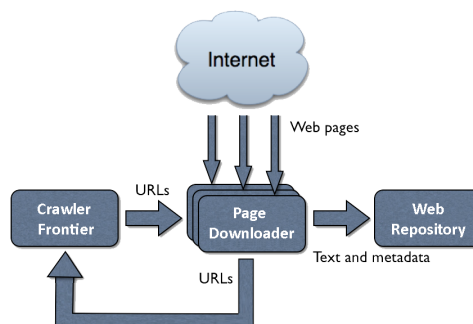 Internet
Web pages
URLs
Crawler
Frontier
Page
Downloader
Web
Repository
Text and metadata
URLs